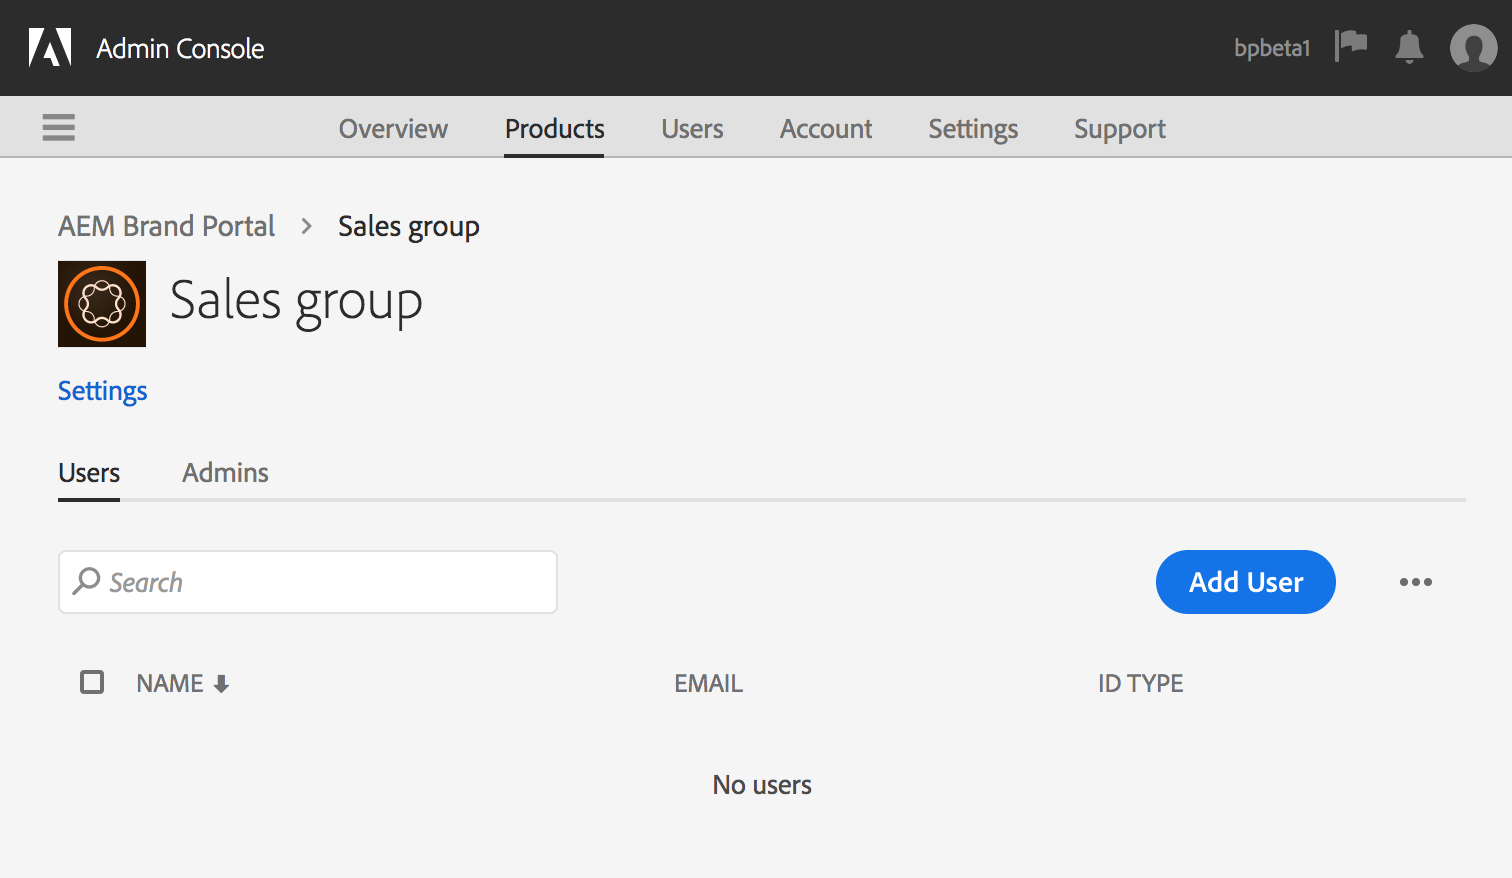 Admin Console
bpbeta1
Overview Products Users Account Settings Support
AEM Brand Portal > Sales group
Sales group
Settings
Users Admins
Search
Add User
NAME EMAIL ID TYPE
No users